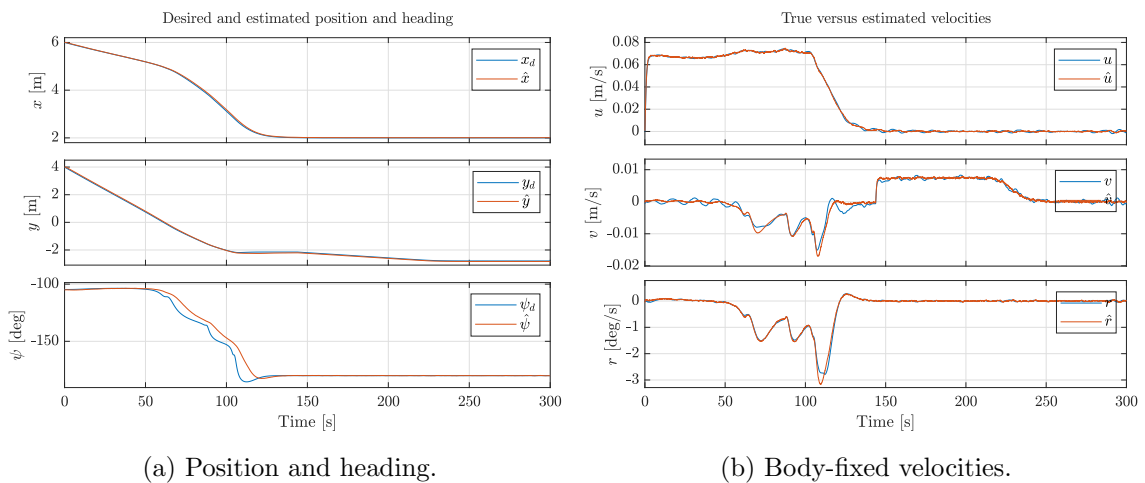 Desired and estimated position and heading
6
4
2
x [m]
x_d
x̂
4
2
0
-2
y [m]
y_d
ŷ
-100
-150
ψ [deg]
ψ_d
ψ̂
0 50 100 150 200 250 300
Time [s]
(a) Position and heading.
True versus estimated velocities
0.08
0.06
0.04
0.02
0
u [m/s]
u
û
0.01
0
-0.01
-0.02
v [m/s]
v
v̂
0
-1
-2
-3
r [deg/s]
r
r̂
0 50 100 150 200 250 300
Time [s]
(b) Body-fixed velocities.